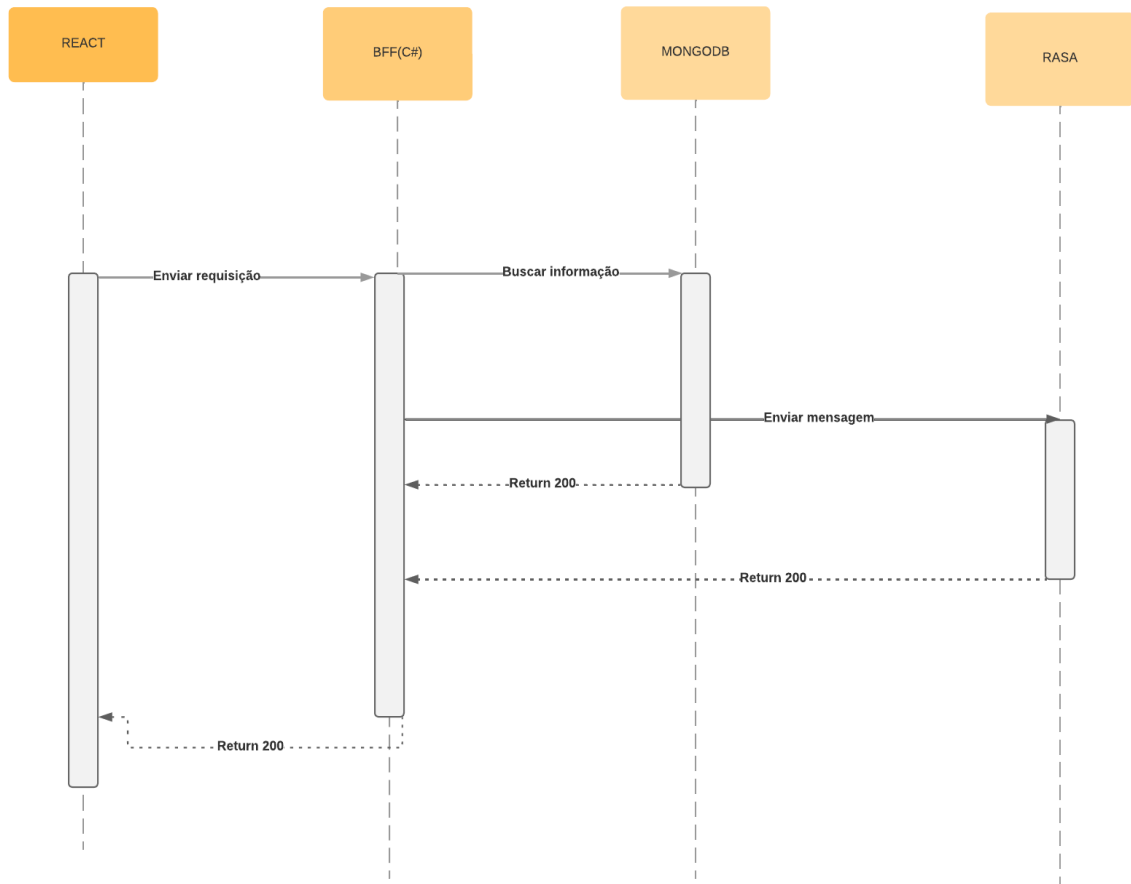 REACT
BFF(C#)
MONGODB
RASA
Enviar requisição
Buscar informação
Enviar mensagem
Return 200
Return 200
Return 200